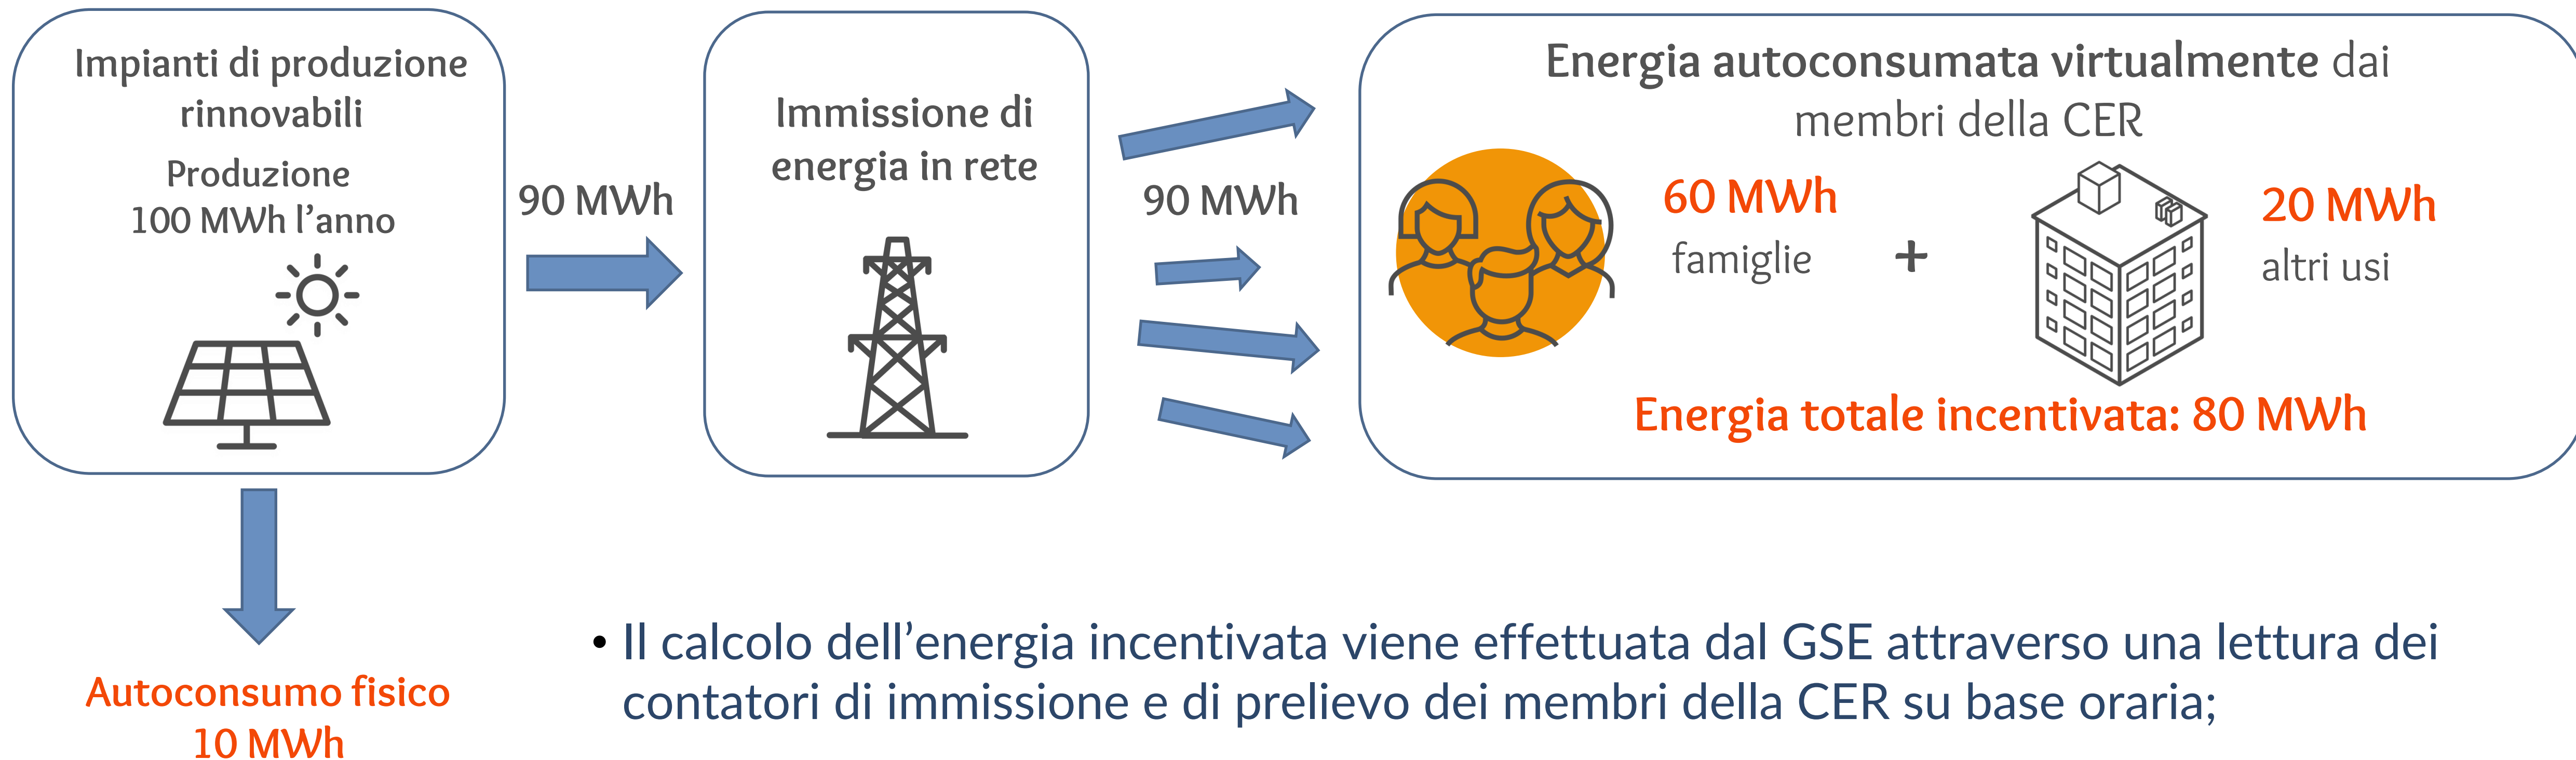 Impianti di produzione
rinnovabili
Produzione
100 MWh l’anno
90 MWh
Immissione di
energia in rete
90 MWh
Energia autoconsumata virtualmente dai
membri della CER
60 MWh
famiglie
+
20 MWh
altri usi
Energia totale incentivata: 80 MWh
Autoconsumo fisico
10 MWh
• Il calcolo dell’energia incentivata viene effettuata dal GSE attraverso una lettura dei
contatori di immissione e di prelievo dei membri della CER su base oraria;